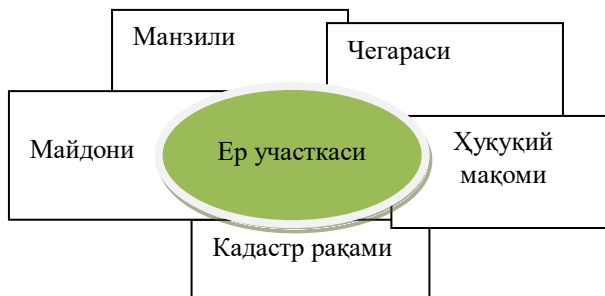 Манзили
Чегараси
Майдони
Ер участкаси
Ҳуқуқий
мақоми
Кадастр рақами